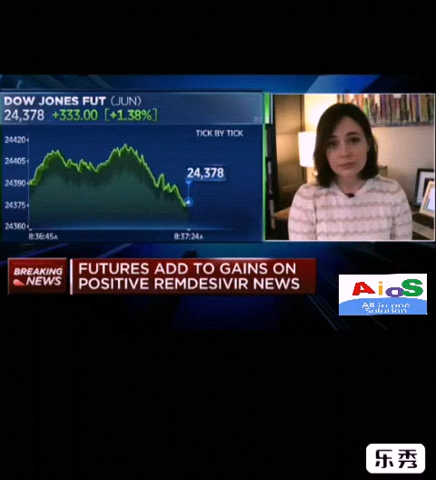 DOW JONES FUT (JUN)
24,378 +333.00 [+1.38%]
TICK BY TICK
24420
24405
24390
24375
24360
24,378
8:36:45A
8:37:24A
BREAKING
NEWS
FUTURES ADD TO GAINS ON
POSITIVE REMDESIVIR NEWS
AiOS
All in one
Solution
乐秀